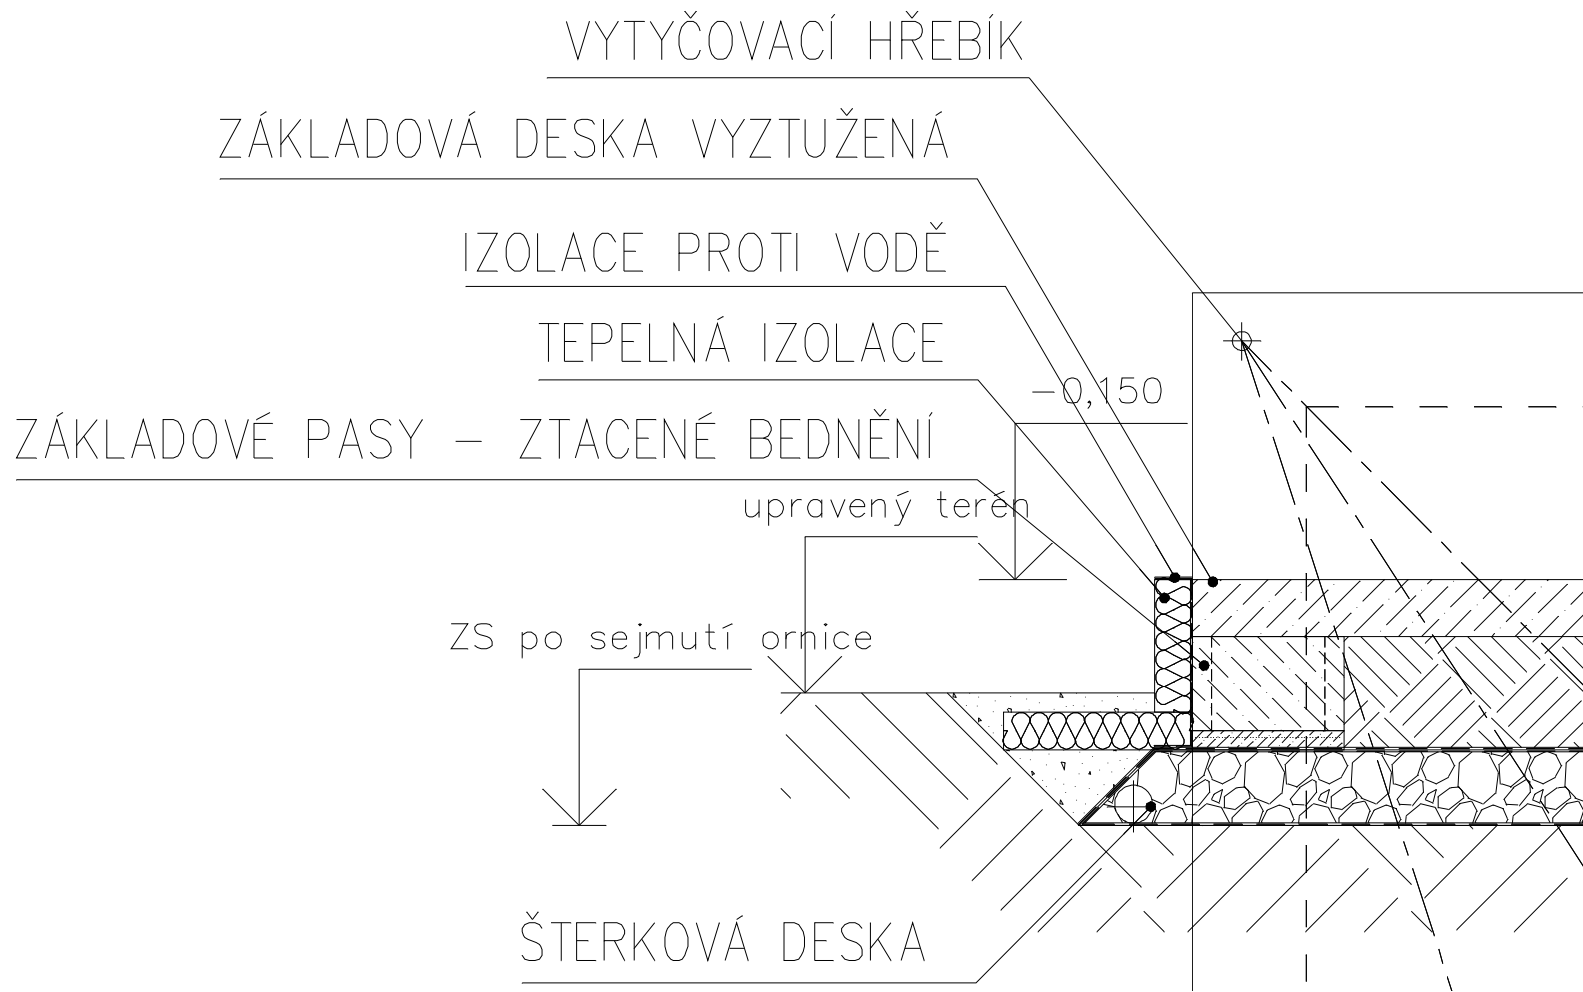 VYTYČOVACÍ HŘEBÍK
ZÁKLADOVÁ DESKA VYZTUŽENÁ
IZOLACE PROTI VODĚ
TEPELNÁ IZOLACE
-0,150
ZÁKLADOVÉ PASY - ZTACENÉ BEDNĚNÍ
upravený terén
ZS po sejmutí ornice
ŠTERKOVÁ DESKA